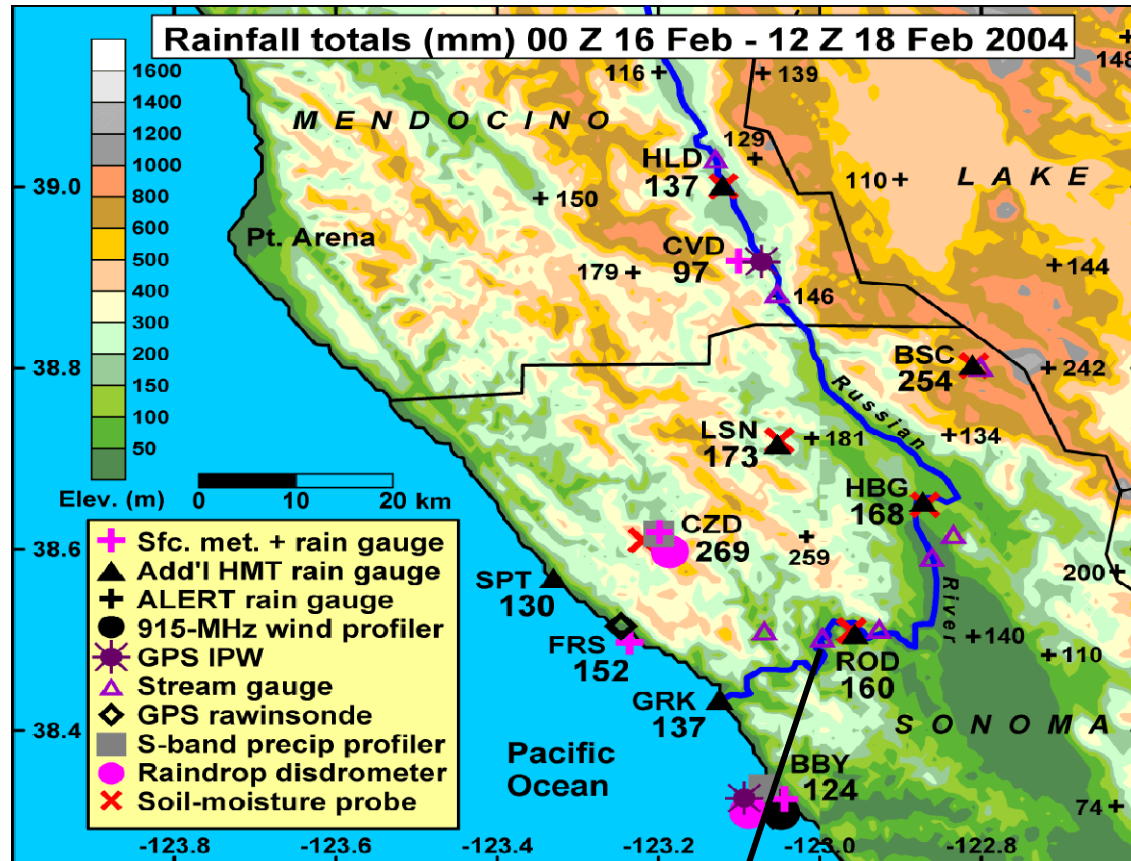 Rainfall totals (mm) 00 Z 16 Feb - 12 Z 18 Feb 2004
1600
1400
1200
1000
800
600
500
400
300
200
150
100
50
Elev. (m)
39.0
38.8
38.6
38.4
-123.8
-123.6
-123.4
-123.2
-123.0
-122.8
MENDOCINO
LAKE
SONOMA
Pt. Arena
Pacific
Ocean
Russian
River
116
139
148
129
HLD
137
110
150
CVD
97
179
144
146
BSC
254
242
LSN
173
181
134
HBG
168
CZD
269
259
200
SPT
130
FRS
152
ROD
160
140
110
GRK
137
BBY
124
74
0 10 20 km
Sfc. met. + rain gauge
Add'l HMT rain gauge
ALERT rain gauge
915-MHz wind profiler
GPS IPW
Stream gauge
GPS rawinsonde
S-band precip profiler
Raindrop disdrometer
Soil-moisture probe